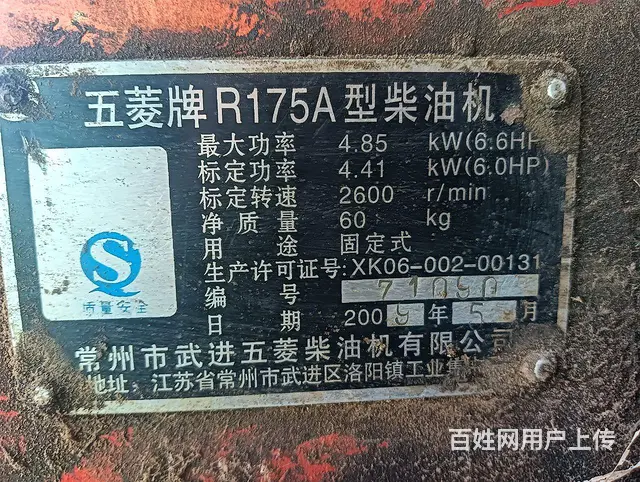 五菱牌R175A型柴油机
最大功率 4.85 kW(6.6HP
标定功率 4.41 kW(6.0HP)
标定转速 2600 r/min
净质量 60 kg
用途 固定式
生产许可证号:XK06-002-00131
编号 71090
日期 2009年5月
常州市武进五菱柴油机有限公司
地址:江苏省常州市武进区洛阳镇工业集
质量安全
百姓网用户上传